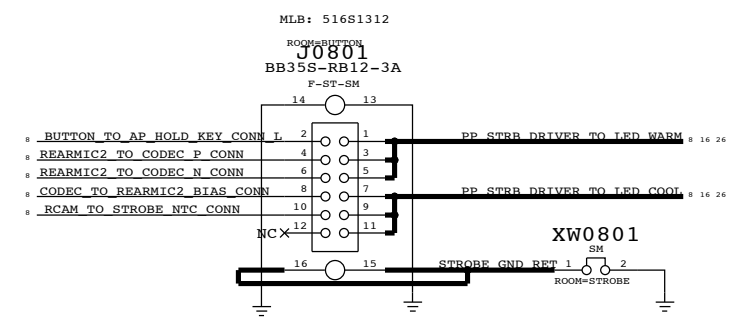 MLB: 516S1312
ROOM=BUTTON
J0801
BB35S-RB12-3A
F-ST-SM
14 13
8 BUTTON_TO_AP_HOLD_KEY_CONN_L 2 1 PP_STRB_DRIVER_TO_LED_WARM 8 16 26
8 REARMIC2_TO_CODEC_P_CONN 4 3
8 REARMIC2_TO_CODEC_N_CONN 6 5
8 CODEC_TO_REARMIC2_BIAS_CONN 8 7 PP_STRB_DRIVER_TO_LED_COOL 8 16 26
8 RCAM_TO_STROBE_NTC_CONN 10 9
NC 12 11
XW0801
SM
16 15 STROBE_GND_RET 1 2
ROOM=STROBE